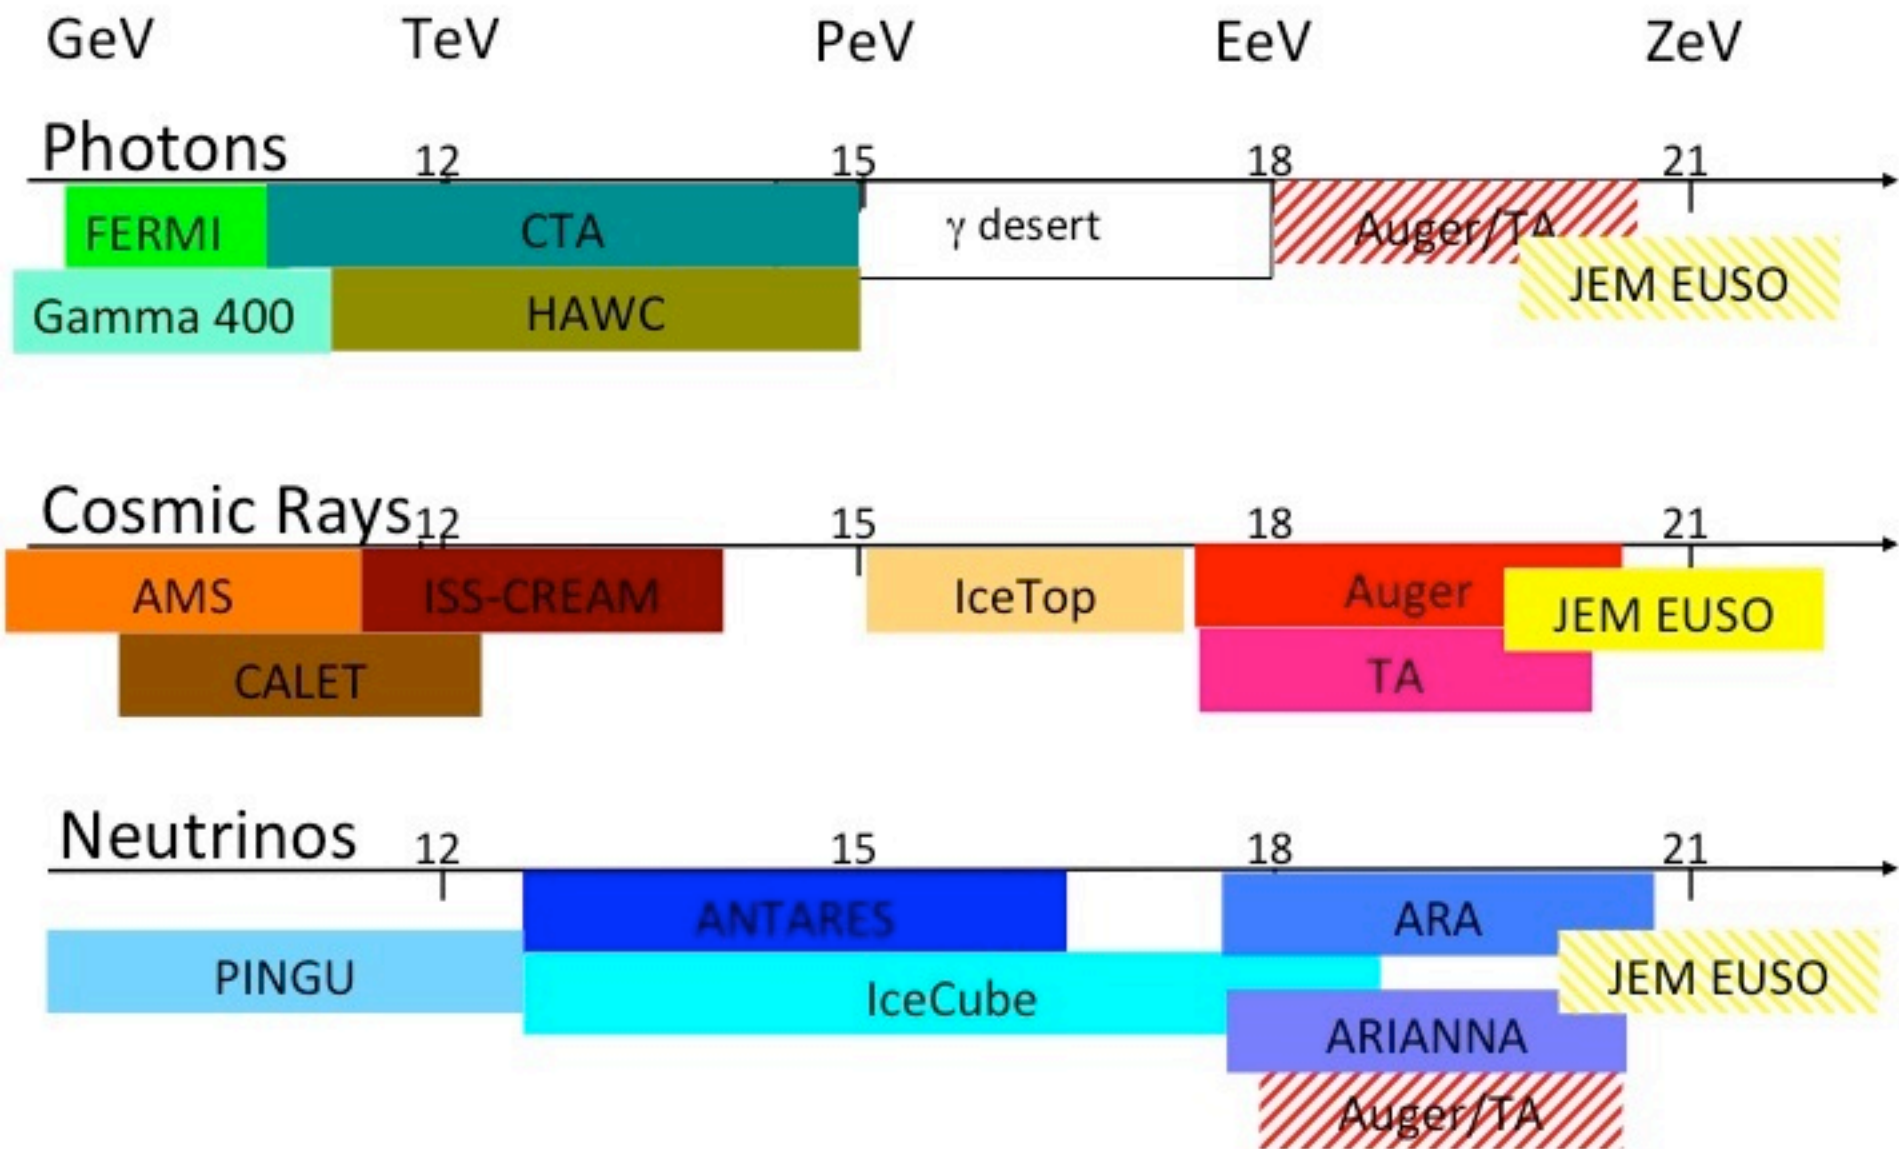 GeV TeV PeV EeV ZeV
Photons 12 15 18 21
FERMI CTA γ desert Auger/TA
JEM EUSO
Gamma 400 HAWC
Cosmic Rays 12 15 18 21
AMS ISS-CREAM IceTop Auger JEM EUSO
CALET TA
Neutrinos 12 15 18 21
ANTARES ARA
PINGU IceCube JEM EUSO
ARIANNA
Auger/TA